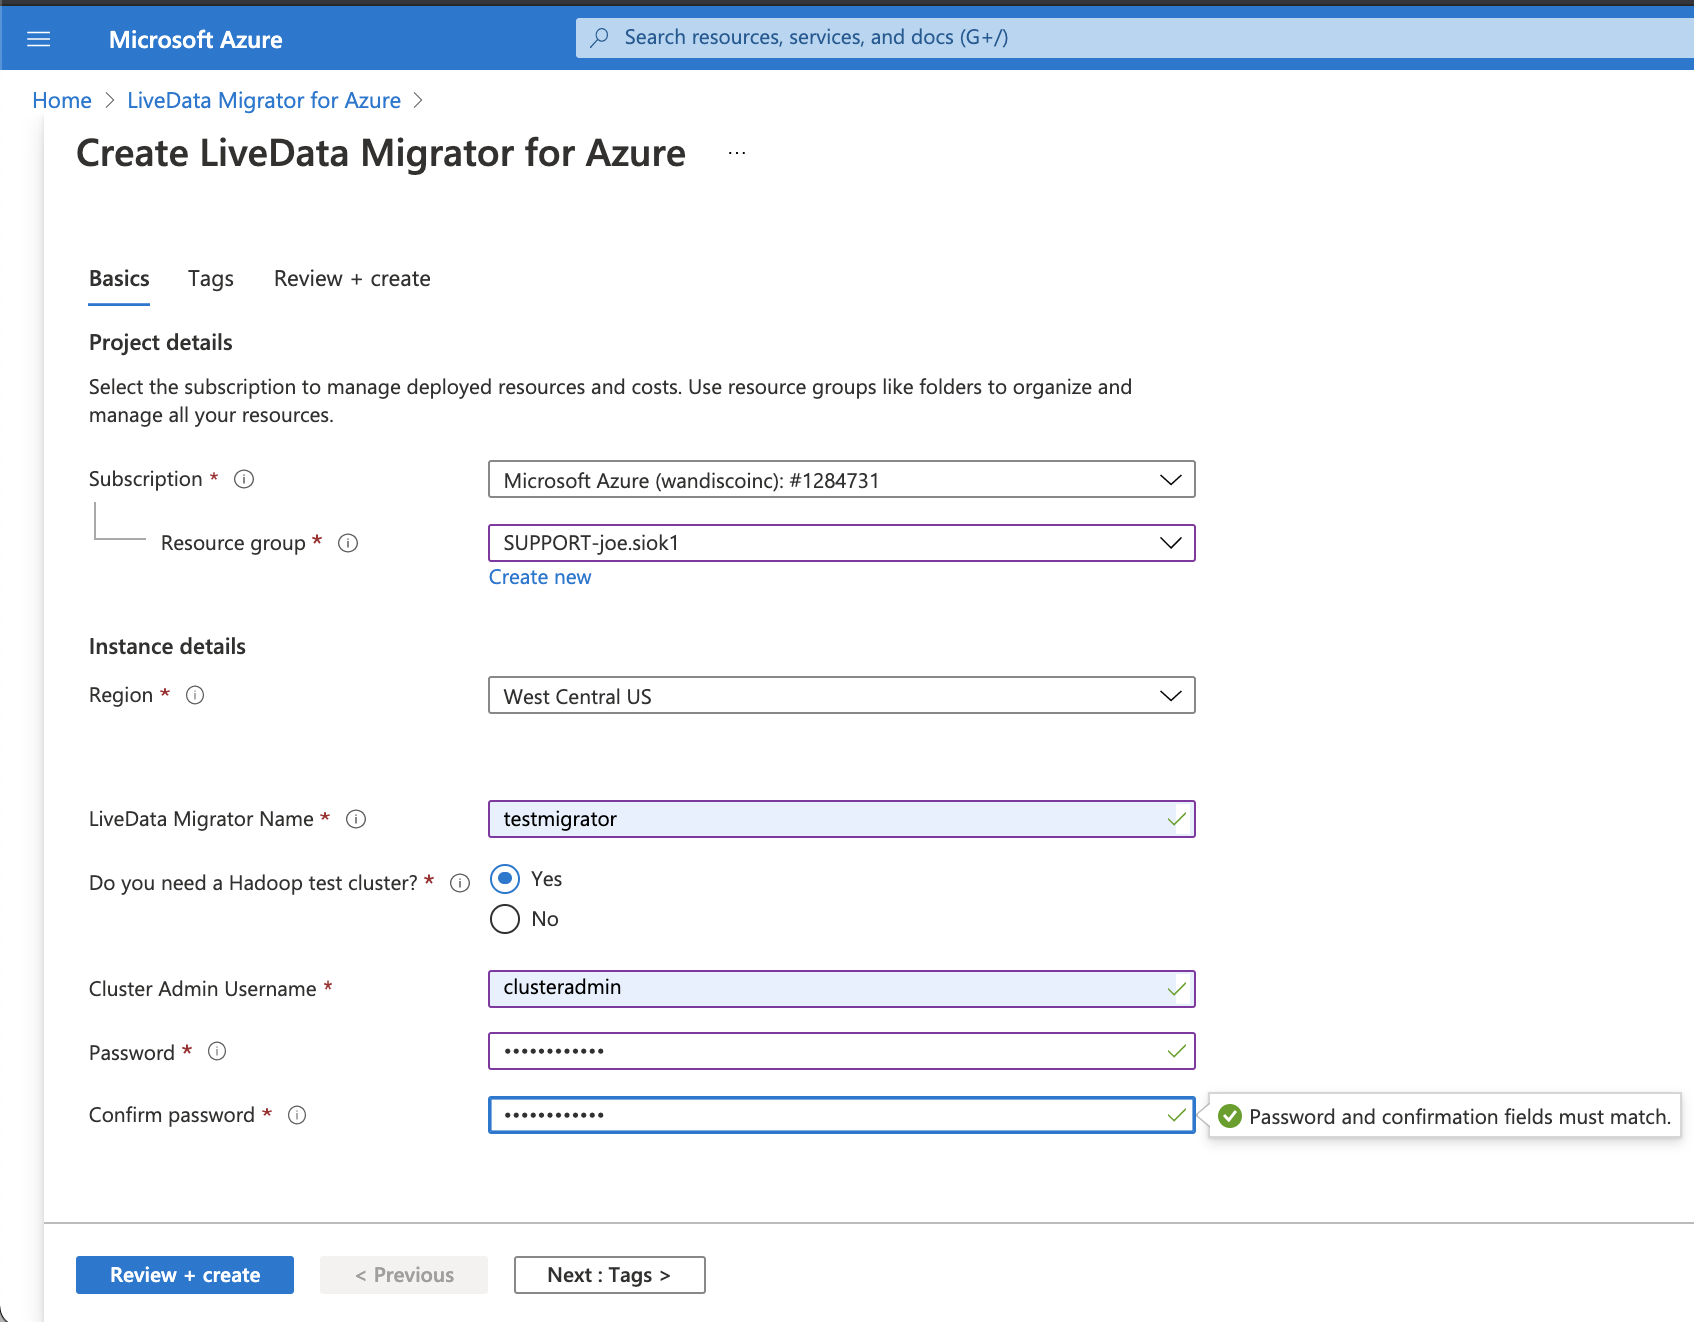 Microsoft Azure
Search resources, services, and docs (G+/)
Home > LiveData Migrator for Azure >
Create LiveData Migrator for Azure ...
Basics Tags Review + create
Project details
Select the subscription to manage deployed resources and costs. Use resource groups like folders to organize and
manage all your resources.
Subscription * Microsoft Azure (wandiscoinc): #1284731
Resource group * SUPPORT-joe.siok1
Create new
Instance details
Region * West Central US
LiveData Migrator Name * testmigrator
Do you need a Hadoop test cluster? * Yes
No
Cluster Admin Username * clusteradmin
Password * ••••••••••••
Confirm password * •••••••••••• Password and confirmation fields must match.
Review + create < Previous Next : Tags >